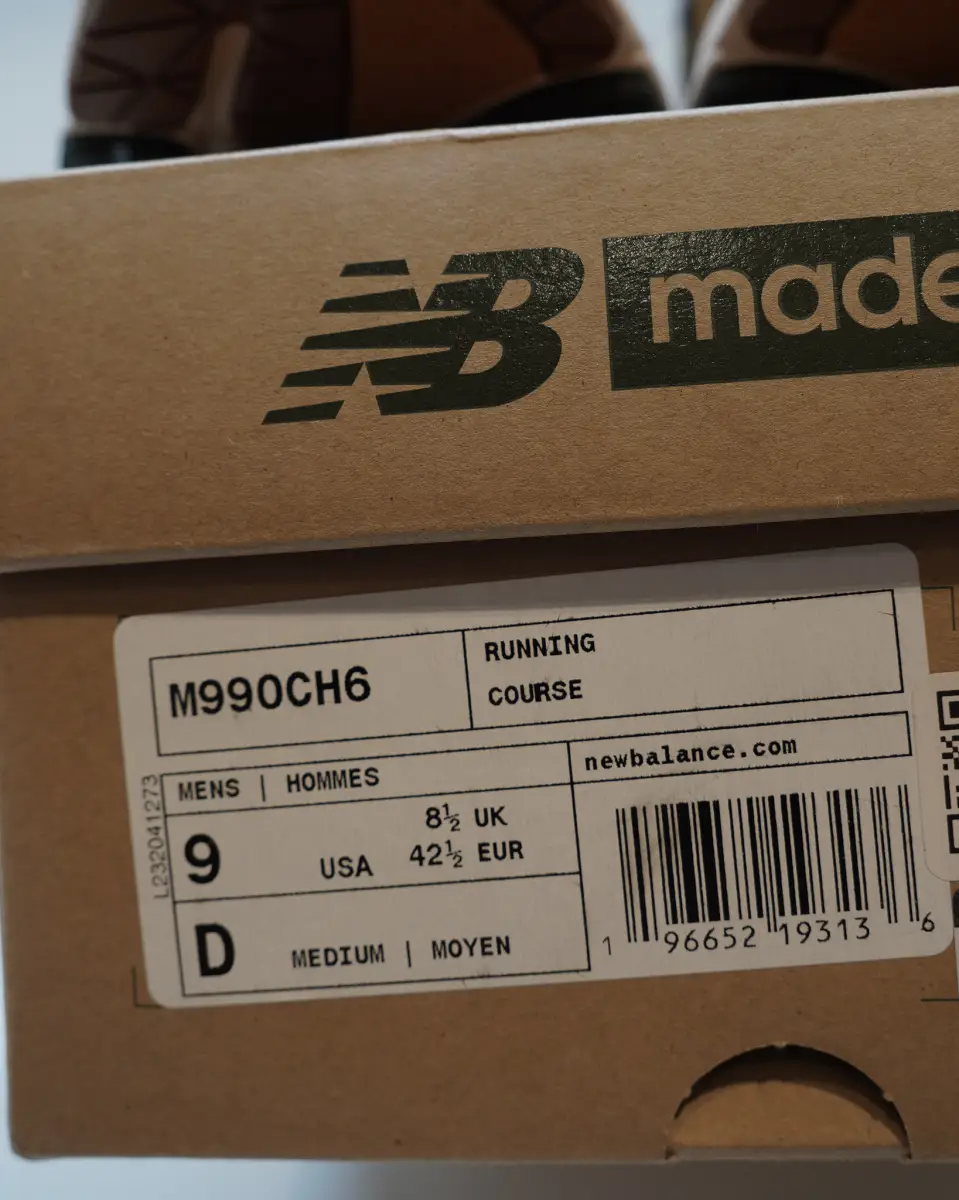 NB made
M990CH6
RUNNING
COURSE
MENS | HOMMES
newbalance.com
9 USA 8½ UK
42½ EUR
D MEDIUM | MOYEN
L232041273
1 96652 19313 6